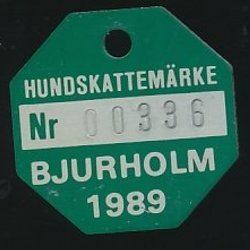 HUNDSKATTEMÄRKE
Nr 00336
BJURHOLM
1989